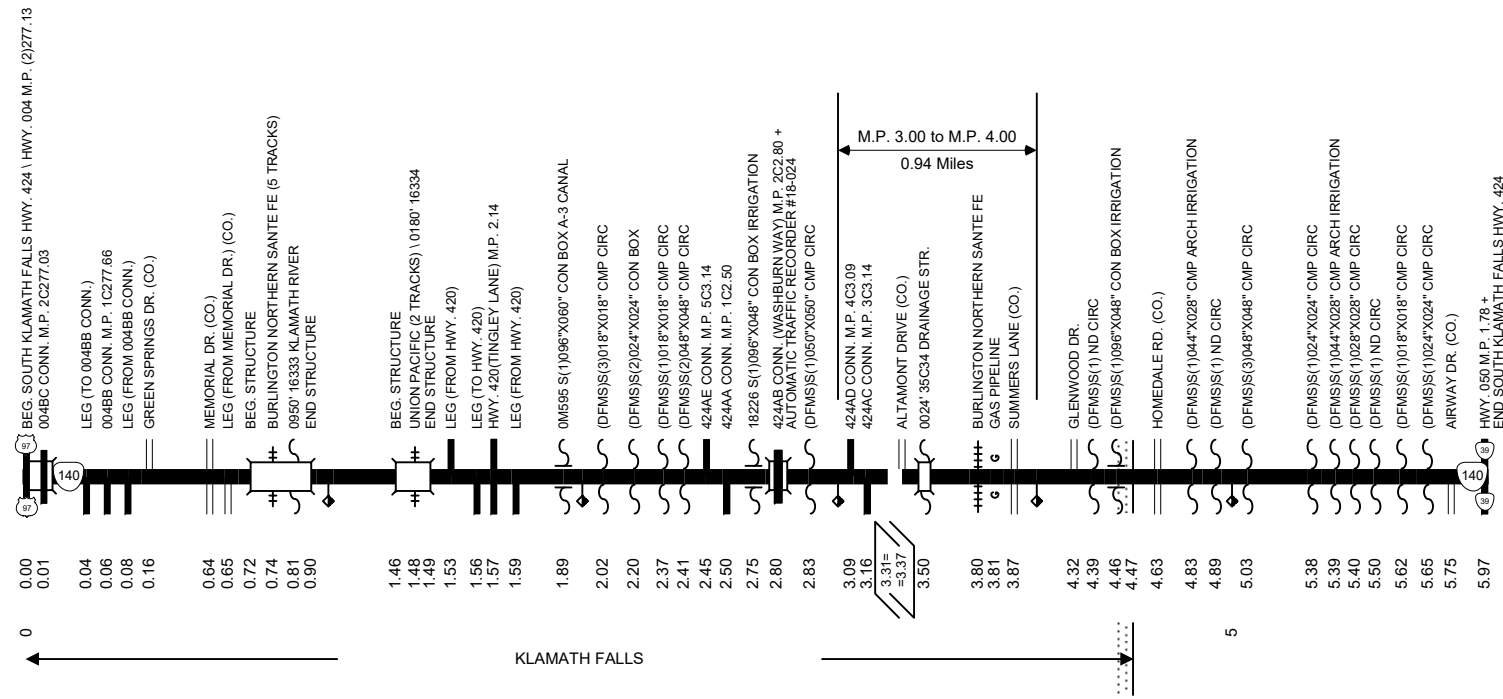 BEG. SOUTH KLAMATH FALLS HWY. 424 \ HWY. 004 M.P. (2)277.13
004BC CONN. M.P. 2C277.03
LEG (TO 004BB CONN.)
004BB CONN. M.P. 1C277.66
LEG (FROM 004BB CONN.)
GREEN SPRINGS DR. (CO.)
MEMORIAL DR. (CO.)
LEG (FROM MEMORIAL DR.) (CO.)
BEG. STRUCTURE
BURLINGTON NORTHERN SANTE FE (5 TRACKS)
0950' 16333 KLAMATH RIVER
END STRUCTURE
BEG. STRUCTURE
UNION PACIFIC (2 TRACKS) \ 0180' 16334
END STRUCTURE
LEG (FROM HWY. 420)
LEG (TO HWY. 420)
HWY. 420(TINGLEY LANE) M.P. 2.14
LEG (FROM HWY. 420)
0M595 S(1)096"X060" CON BOX A-3 CANAL
(DFMS)S(3)018"X018" CMP CIRC
(DFMS)S(2)024"X024" CON BOX
(DFMS)S(1)018"X018" CMP CIRC
(DFMS)S(2)048"X048" CMP CIRC
424AE CONN. M.P. 5C3.14
424AA CONN. M.P. 1C2.50
18226 S(1)096"X048" CON BOX IRRIGATION
424AB CONN. (WASHBURN WAY) M.P. 2C2.80 +
AUTOMATIC TRAFFIC RECORDER #18-024
(DFMS)S(1)050"X050" CMP CIRC
M.P. 3.00 to M.P. 4.00
0.94 Miles
424AD CONN. M.P. 4C3.09
424AC CONN. M.P. 3C3.14
ALTAMONT DRIVE (CO.)
0024' 35C34 DRAINAGE STR.
BURLINGTON NORTHERN SANTE FE
GAS PIPELINE
SUMMERS LANE (CO.)
GLENWOOD DR.
(DFMS)S(1) ND CIRC
(DFMS)S(1)096"X048" CON BOX IRRIGATION
HOMEDALE RD. (CO.)
(DFMS)S(1)044"X028" CMP ARCH IRRIGATION
(DFMS)S(1) ND CIRC
(DFMS)S(3)048"X048" CMP CIRC
(DFMS)S(1)024"X024" CMP CIRC
(DFMS)S(1)044"X028" CMP ARCH IRRIGATION
(DFMS)S(1)028"X028" CMP CIRC
(DFMS)S(1) ND CIRC
(DFMS)S(1)018"X018" CMP CIRC
(DFMS)S(1)024"X024" CMP CIRC
AIRWAY DR. (CO.)
HWY. 050 M.P. 1.78 +
END SOUTH KLAMATH FALLS HWY. 424
97
97
140
G
G
140
39
39
0.00
0.01
0.04
0.06
0.08
0.16
0.64
0.65
0.72
0.74
0.81
0.90
1.46
1.48
1.49
1.53
1.56
1.57
1.59
1.89
2.02
2.20
2.37
2.41
2.45
2.50
2.75
2.80
2.83
3.09
3.16
3.31=
=3.37
3.50
3.80
3.81
3.87
4.32
4.39
4.46
4.47
4.63
4.83
4.89
5.03
5.38
5.39
5.40
5.50
5.62
5.65
5.75
5.97
0
5
KLAMATH FALLS